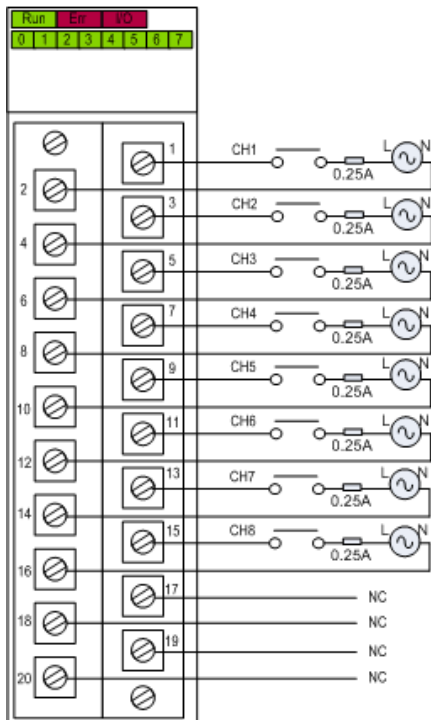 Run Err I/O
0 1 2 3 4 5 6 7
1 CH1 0.25A L N
2
3 CH2 0.25A L N
4
5 CH3 0.25A L N
6
7 CH4 0.25A L N
8
9 CH5 0.25A L N
10
11 CH6 0.25A L N
12
13 CH7 0.25A L N
14
15 CH8 0.25A L N
16
17 NC
18 NC
19 NC
20 NC